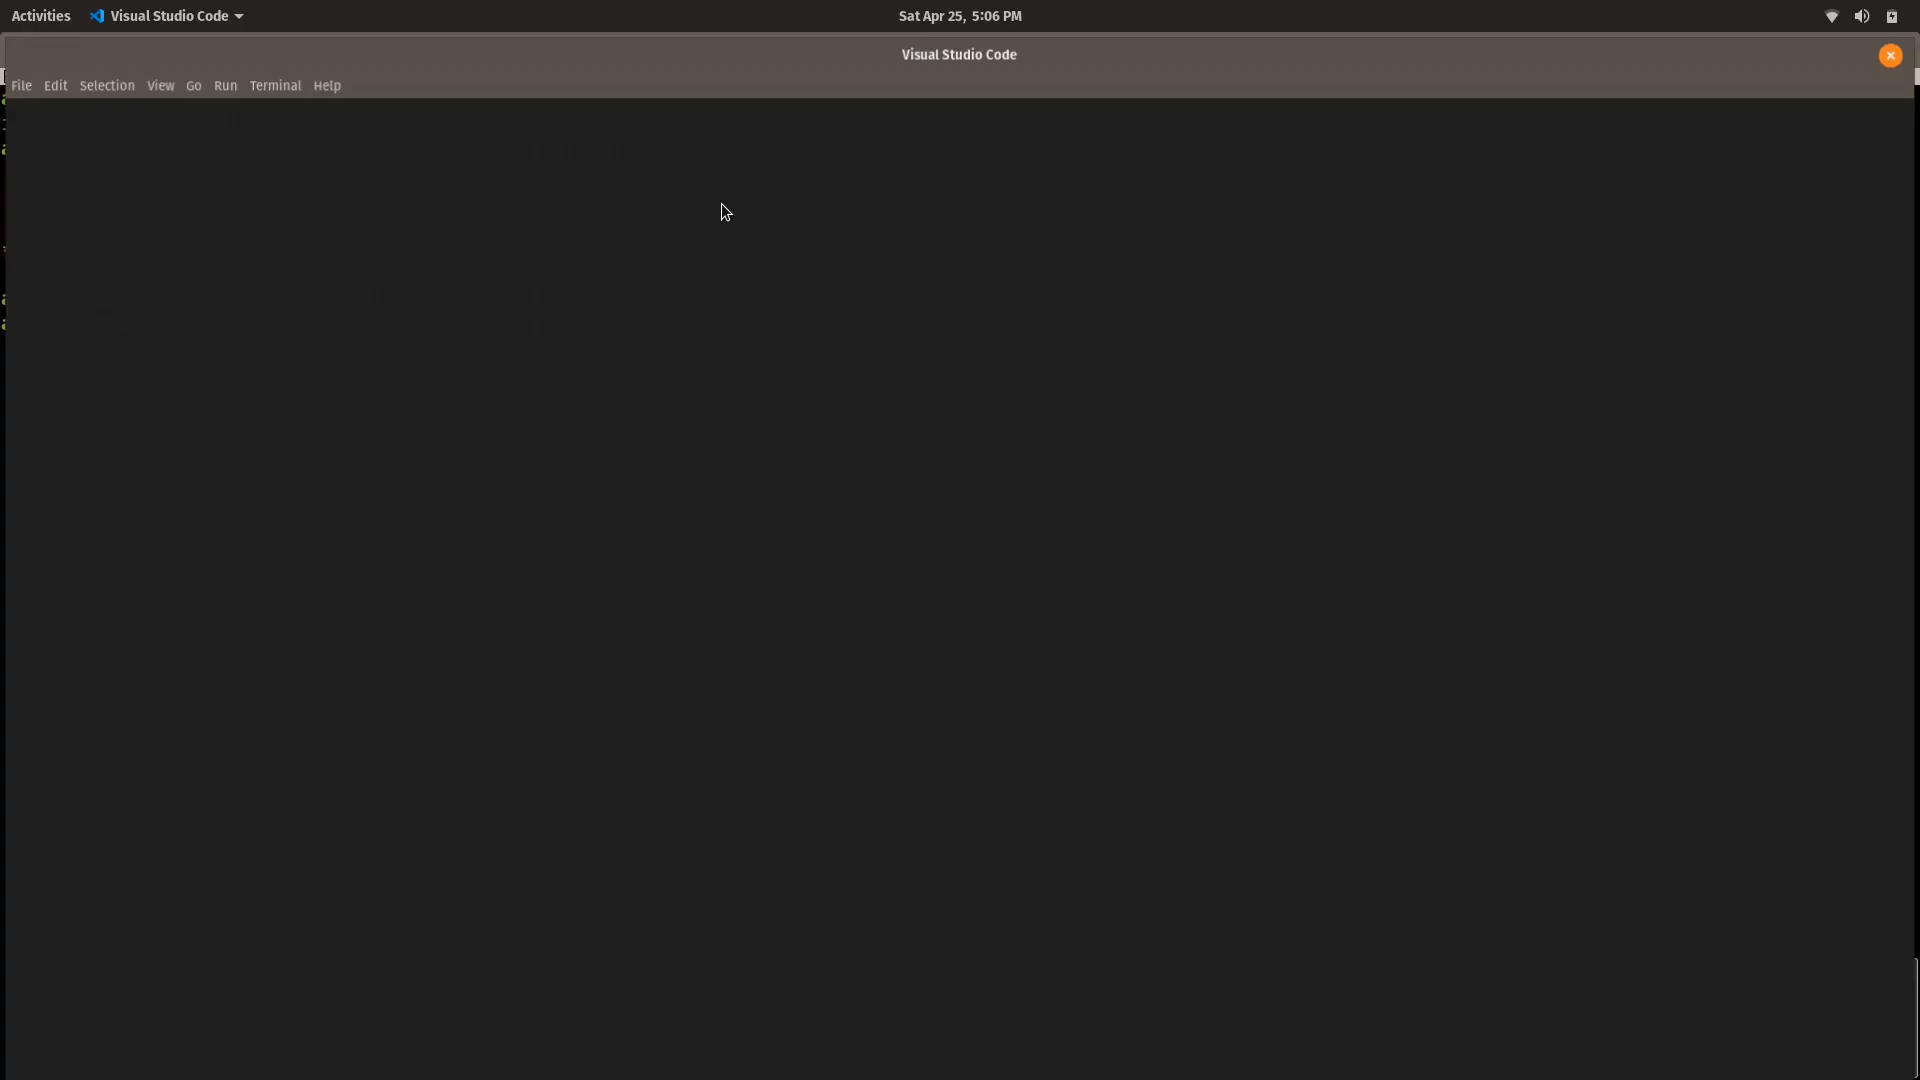 Activities Visual Studio Code Sat Apr 25, 5:06 PM
Visual Studio Code
File Edit Selection View Go Run Terminal Help